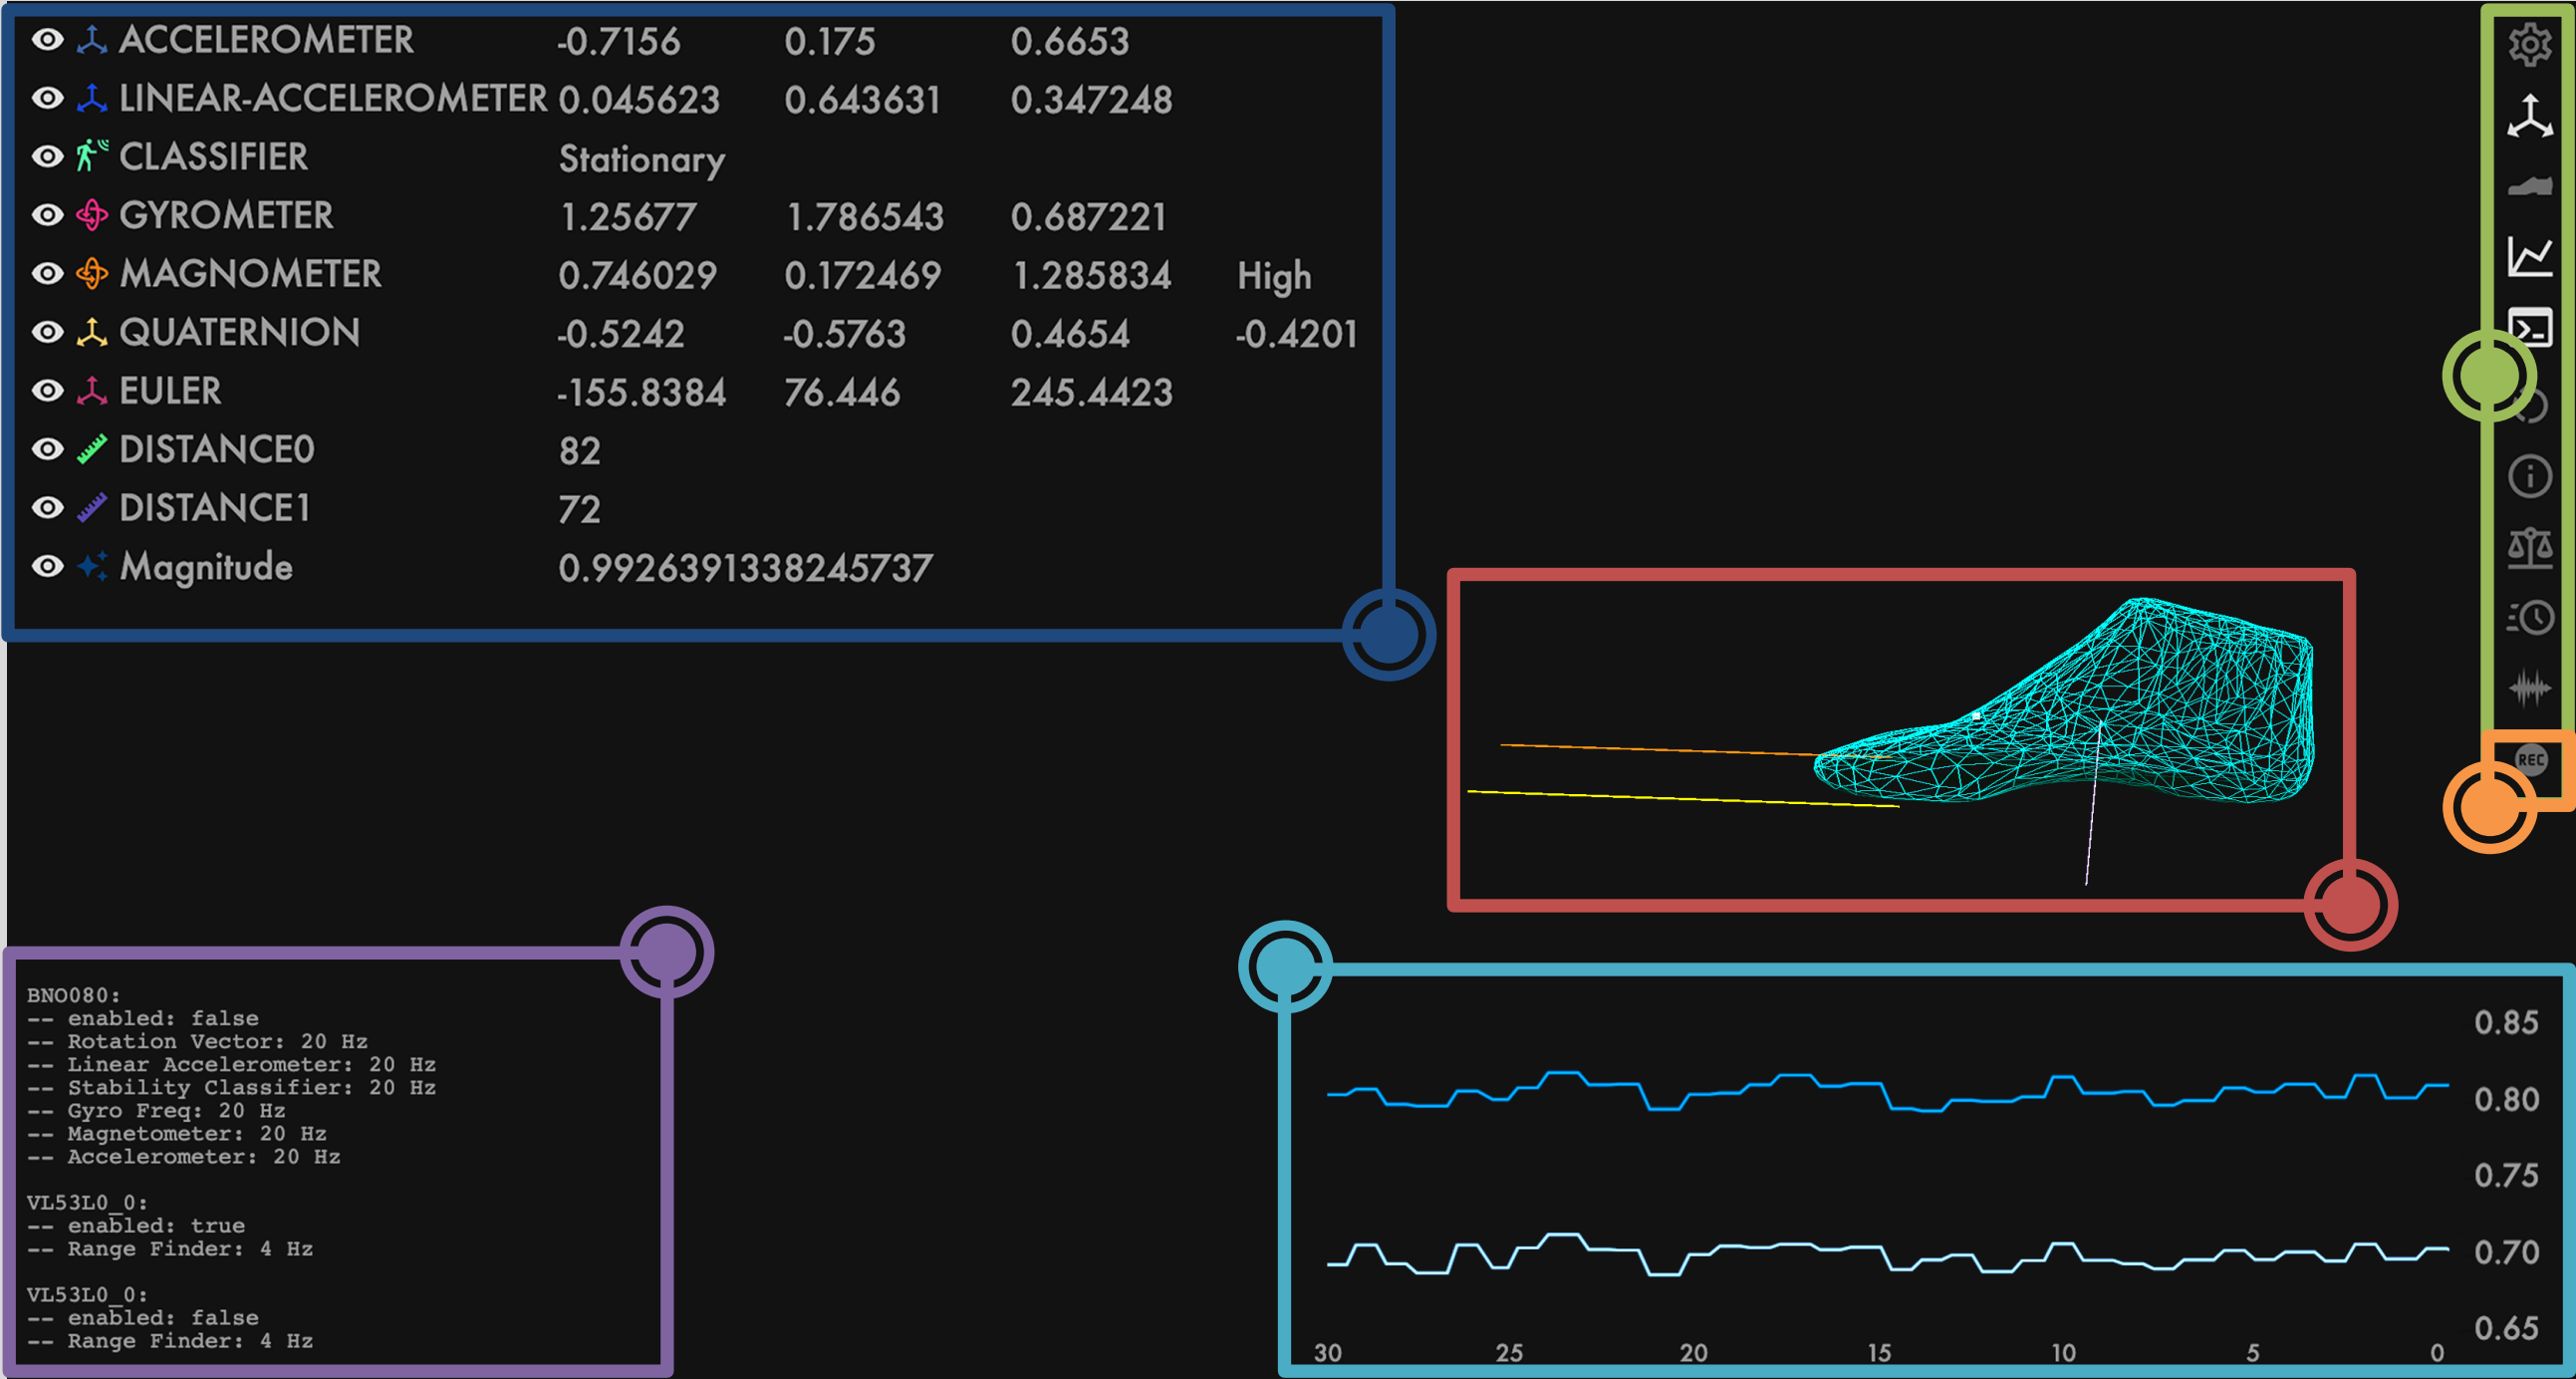 ACCELEROMETER -0.7156 0.175 0.6653
LINEAR-ACCELEROMETER 0.045623 0.643631 0.347248
CLASSIFIER Stationary
GYROMETER 1.25677 1.786543 0.687221
MAGNOMETER 0.746029 0.172469 1.285834 High
QUATERNION -0.5242 -0.5763 0.4654 -0.4201
EULER -155.8384 76.446 245.4423
DISTANCE0 82
DISTANCE1 72
Magnitude 0.9926391338245737
REC
BNO080:
-- enabled: false
-- Rotation Vector: 20 Hz
-- Linear Accelerometer: 20 Hz
-- Stability Classifier: 20 Hz
-- Gyro Freq: 20 Hz
-- Magnetometer: 20 Hz
-- Accelerometer: 20 Hz
VL53L0_0:
-- enabled: true
-- Range Finder: 4 Hz
VL53L0_0:
-- enabled: false
-- Range Finder: 4 Hz
0.85
0.80
0.75
0.70
0.65
30 25 20 15 10 5 0